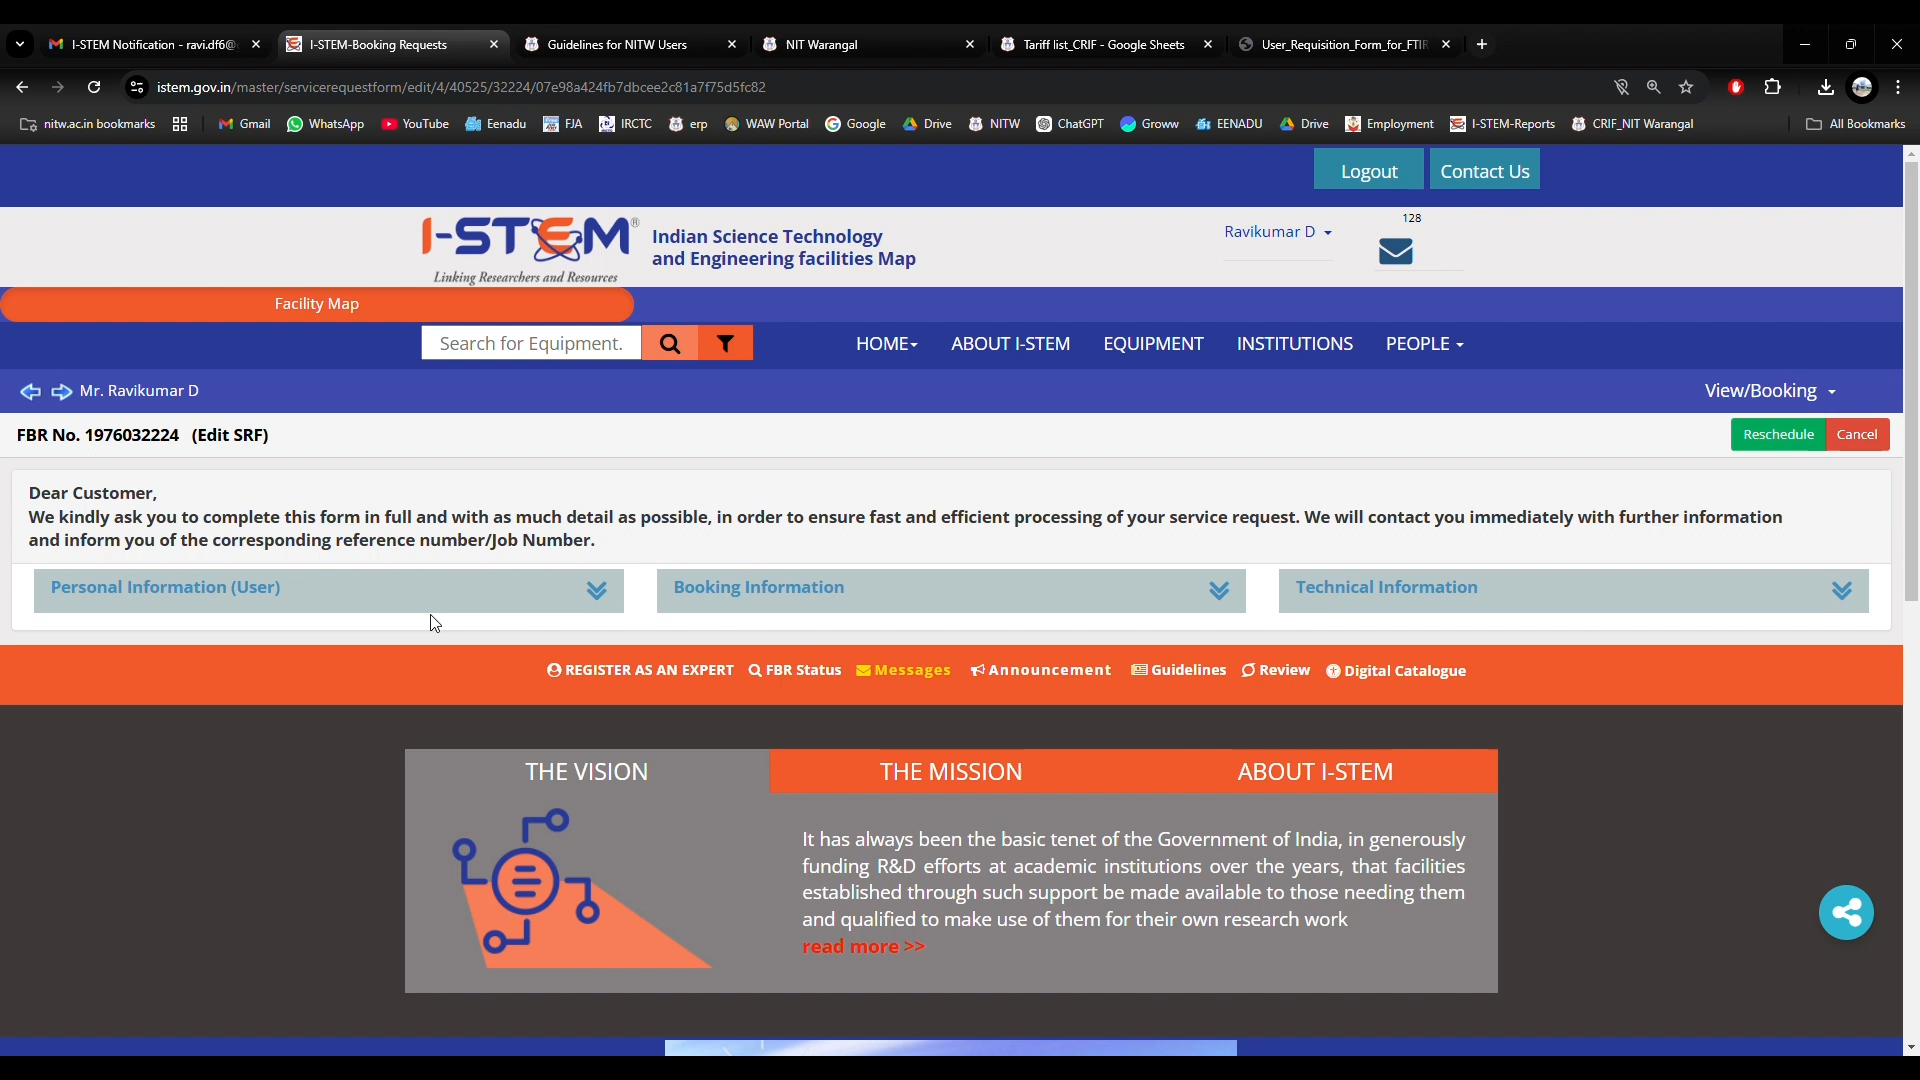 I-STEM Notification - ravi.df6@
I-STEM-Booking Requests
Guidelines for NITW Users
NIT Warangal
Tariff list_CRIF - Google Sheets
User_Requisition_Form_for_FTIR
istem.gov.in/master/servicerequestform/edit/4/40525/32224/07e98a424fb7dbcee2c81a7f75d5fc82
nitw.ac.in bookmarks
Gmail
WhatsApp
YouTube
Eenadu
FJA
IRCTC
erp
WAW Portal
Google
Drive
NITW
ChatGPT
Groww
EENADU
Drive
Employment
I-STEM-Reports
CRIF_NIT Warangal
All Bookmarks
Logout
Contact Us
I-STEM®
Linking Researchers and Resources
Indian Science Technology
and Engineering facilities Map
Ravikumar D
128
Facility Map
Search for Equipment.
HOME
ABOUT I-STEM
EQUIPMENT
INSTITUTIONS
PEOPLE
Mr. Ravikumar D
View/Booking
FBR No. 1976032224 (Edit SRF)
Reschedule
Cancel
Dear Customer,
We kindly ask you to complete this form in full and with as much detail as possible, in order to ensure fast and efficient processing of your service request. We will contact you immediately with further information
and inform you of the corresponding reference number/Job Number.
Personal Information (User)
Booking Information
Technical Information
REGISTER AS AN EXPERT
FBR Status
Messages
Announcement
Guidelines
Review
Digital Catalogue
THE VISION
THE MISSION
ABOUT I-STEM
It has always been the basic tenet of the Government of India, in generously
funding R&D efforts at academic institutions over the years, that facilities
established through such support be made available to those needing them
and qualified to make use of them for their own research work
read more >>